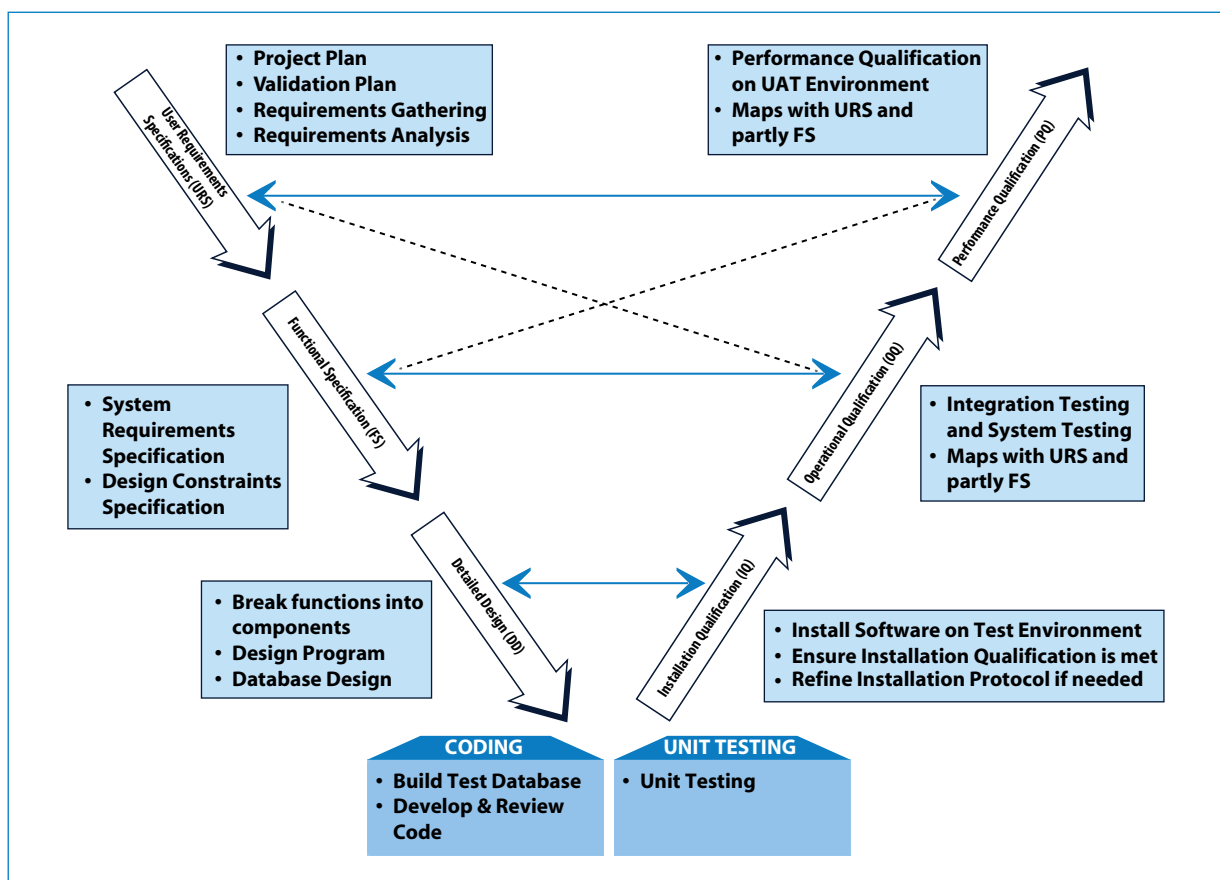 • Project Plan
• Validation Plan
• Requirements Gathering
• Requirements Analysis
• Performance Qualification
on UAT Environment
• Maps with URS and
partly FS
User Requirements
Specifications (URS)
Performance Qualification (PQ)
Functional Specification (FS)
Operational Qualification (OQ)
• System
Requirements
Specification
• Design Constraints
Specification
• Integration Testing
and System Testing
• Maps with URS and
partly FS
Detailed Design (DD)
Installation Qualification (IQ)
• Break functions into
components
• Design Program
• Database Design
• Install Software on Test Environment
• Ensure Installation Qualification is met
• Refine Installation Protocol if needed
CODING
• Build Test Database
• Develop & Review
Code
UNIT TESTING
• Unit Testing